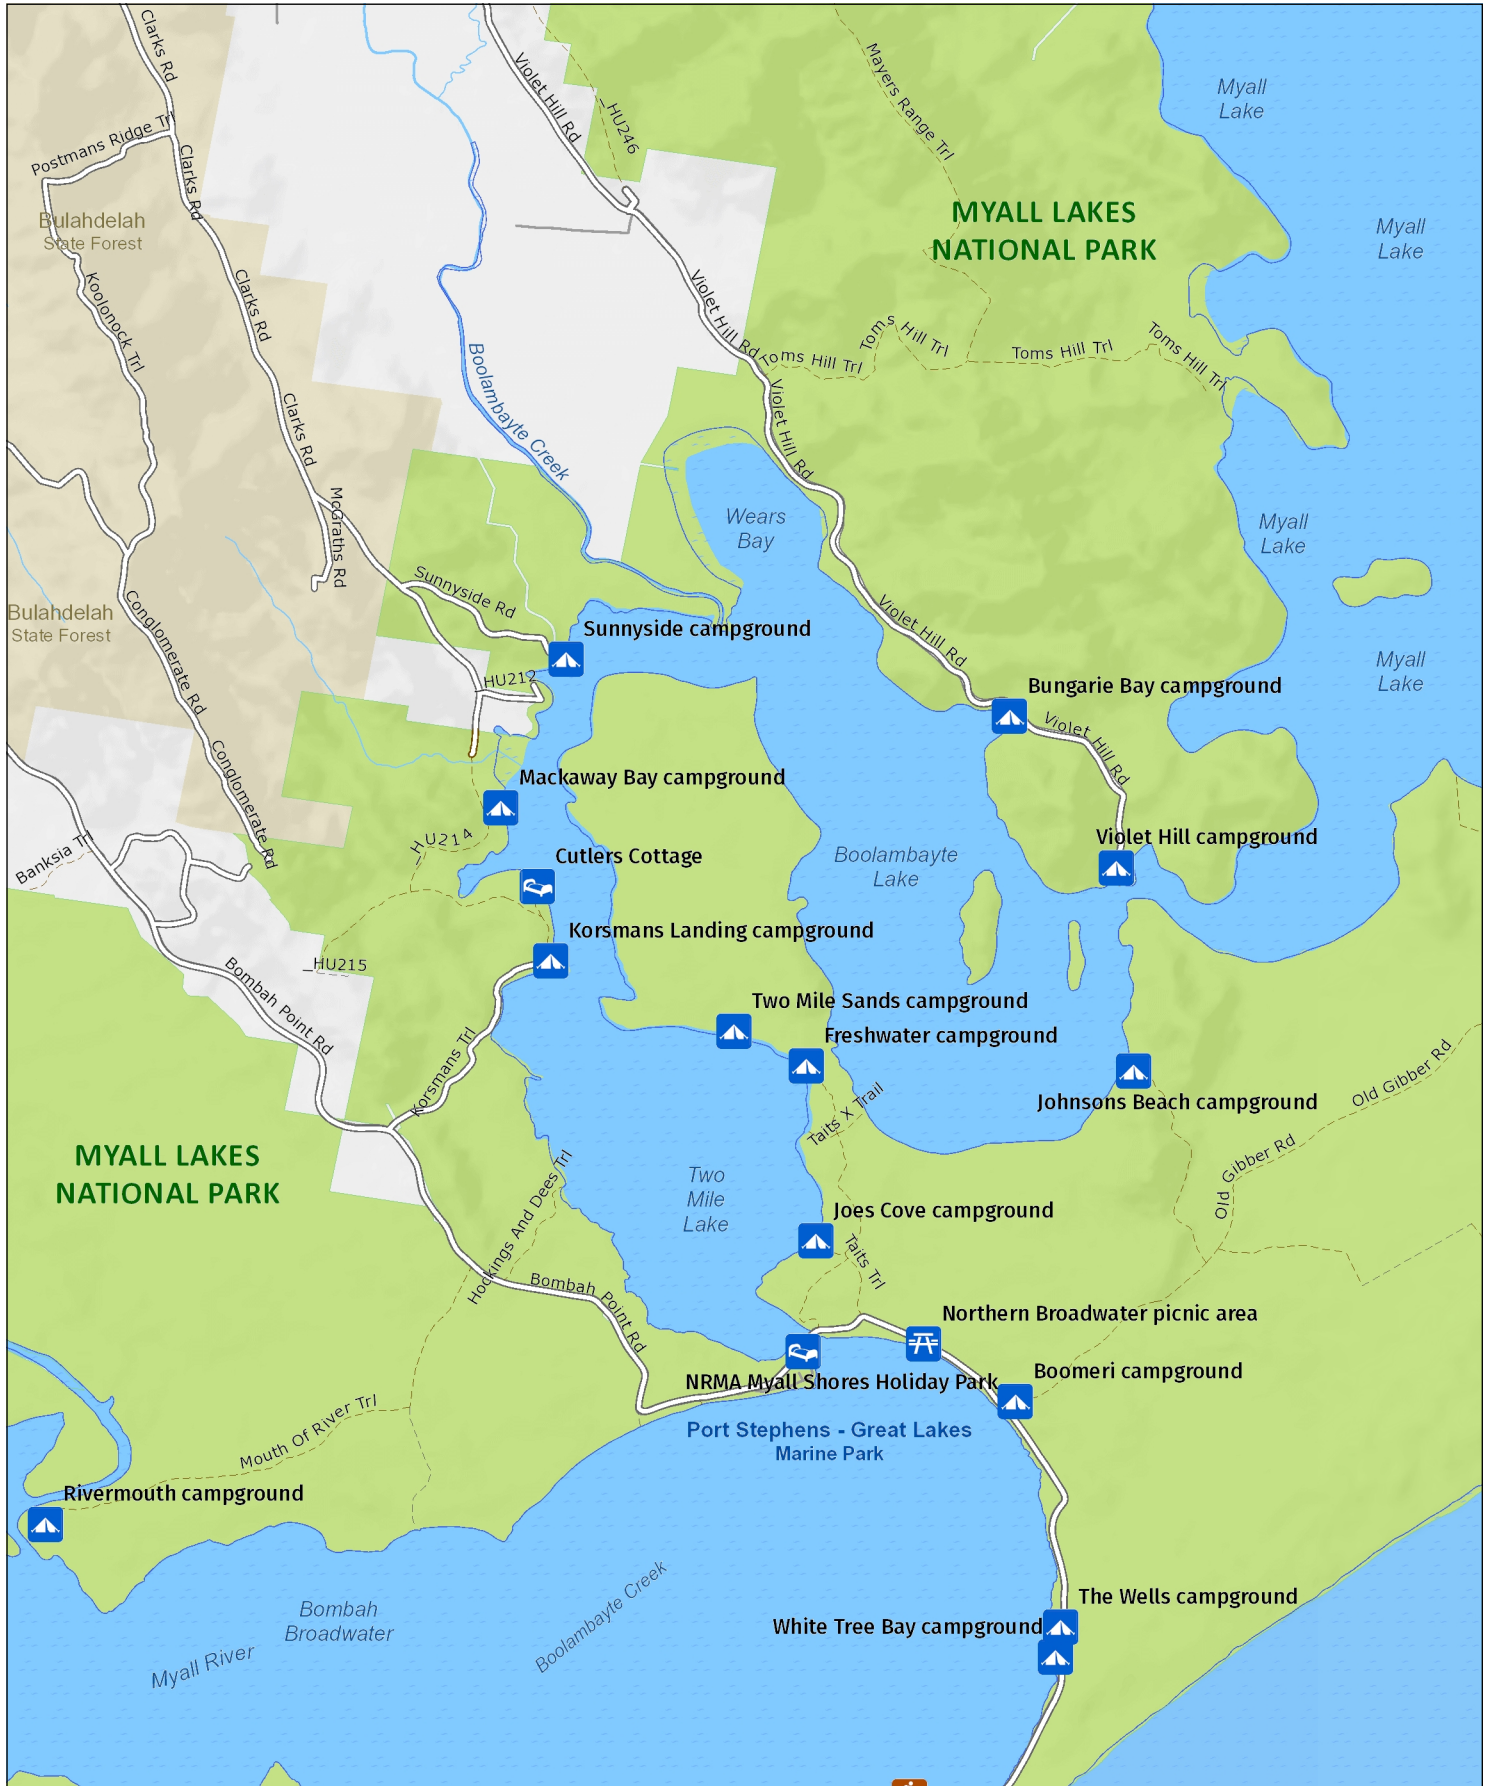 Clarks Rd
Violet Hill Rd
HU246
Mayers Range Trl
Myall
Lake
Postmans Ridge Trl
Clarks Rd
Bulahdelah
State Forest
MYALL LAKES
NATIONAL PARK
Myall
Lake
Koolonock Trl
Clarks Rd
Violet Hill Rd
Toms Hill Trl
Toms Hill Trl
Toms Hill Trl
Toms Hill Trl
Boolambayte Creek
Clarks Rd
Violet Hill Rd
McGraths Rd
Wears
Bay
Myall
Lake
Sunnyside Rd
Bulahdelah
State Forest
Conglomerate Rd
Sunnyside campground
Violet Hill Rd
HU212
Bungarie Bay campground
Myall
Lake
Violet Hill Rd
Conglomerate Rd
Mackaway Bay campground
HU214
Banksia Trl
Cutlers Cottage
Boolambayte
Lake
Violet Hill campground
Korsmans Landing campground
HU215
Bombah Point Rd
Two Mile Sands campground
Freshwater campground
Korsmans Trl
Taits X Trail
Johnsons Beach campground
Old Gibber Rd
MYALL LAKES
NATIONAL PARK
Two
Mile
Lake
Old Gibber Rd
Hockings And Dees Trl
Joes Cove campground
Taits Trl
Bombah Point Rd
Northern Broadwater picnic area
NRMA Myall Shores Holiday Park
Boomeri campground
Mouth Of River Trl
Port Stephens - Great Lakes
Marine Park
Rivermouth campground
Bombah
Broadwater
Myall River
Boolambayte Creek
The Wells campground
White Tree Bay campground